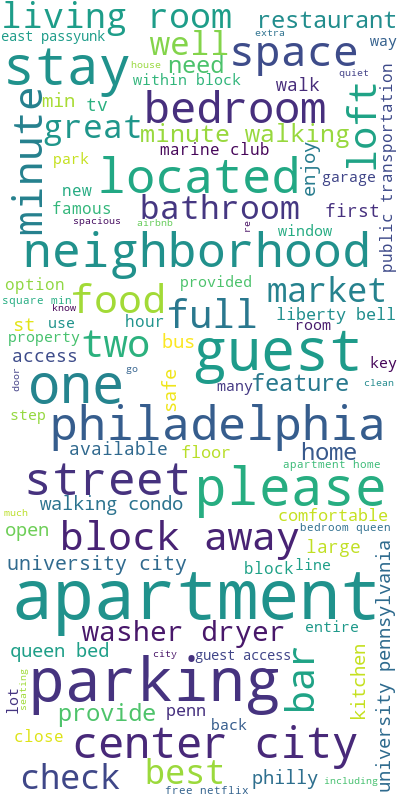 living room
restaurant
extra
east passyunk
well
space
way
stay
house
need
quiet
within block
walk
min
tv
bedroom
loft
public transportation
minute
great
minute walking
marine club
park
located
enjoy
garage
new
famous
bathroom
first
spacious
airbnb
re
window
neighborhood
option
provided
market
square min
know
food
full
liberty bell
st
use
hour
room
property
two
bus
guest
access
key
door
go
one
safe
many
feature
clean
step
philadelphia
available
floor
home
apartment home
street
please
walking condo
comfortable
open
block away
bedroom queen
large
university city
block
line
university pennsylvania
apartment
washer dryer
entire
queen bed
city
guest access
kitchen
parking
bar
lot
seating
much
provide
penn
back
close
center city
check
best
philly
including
free netflix